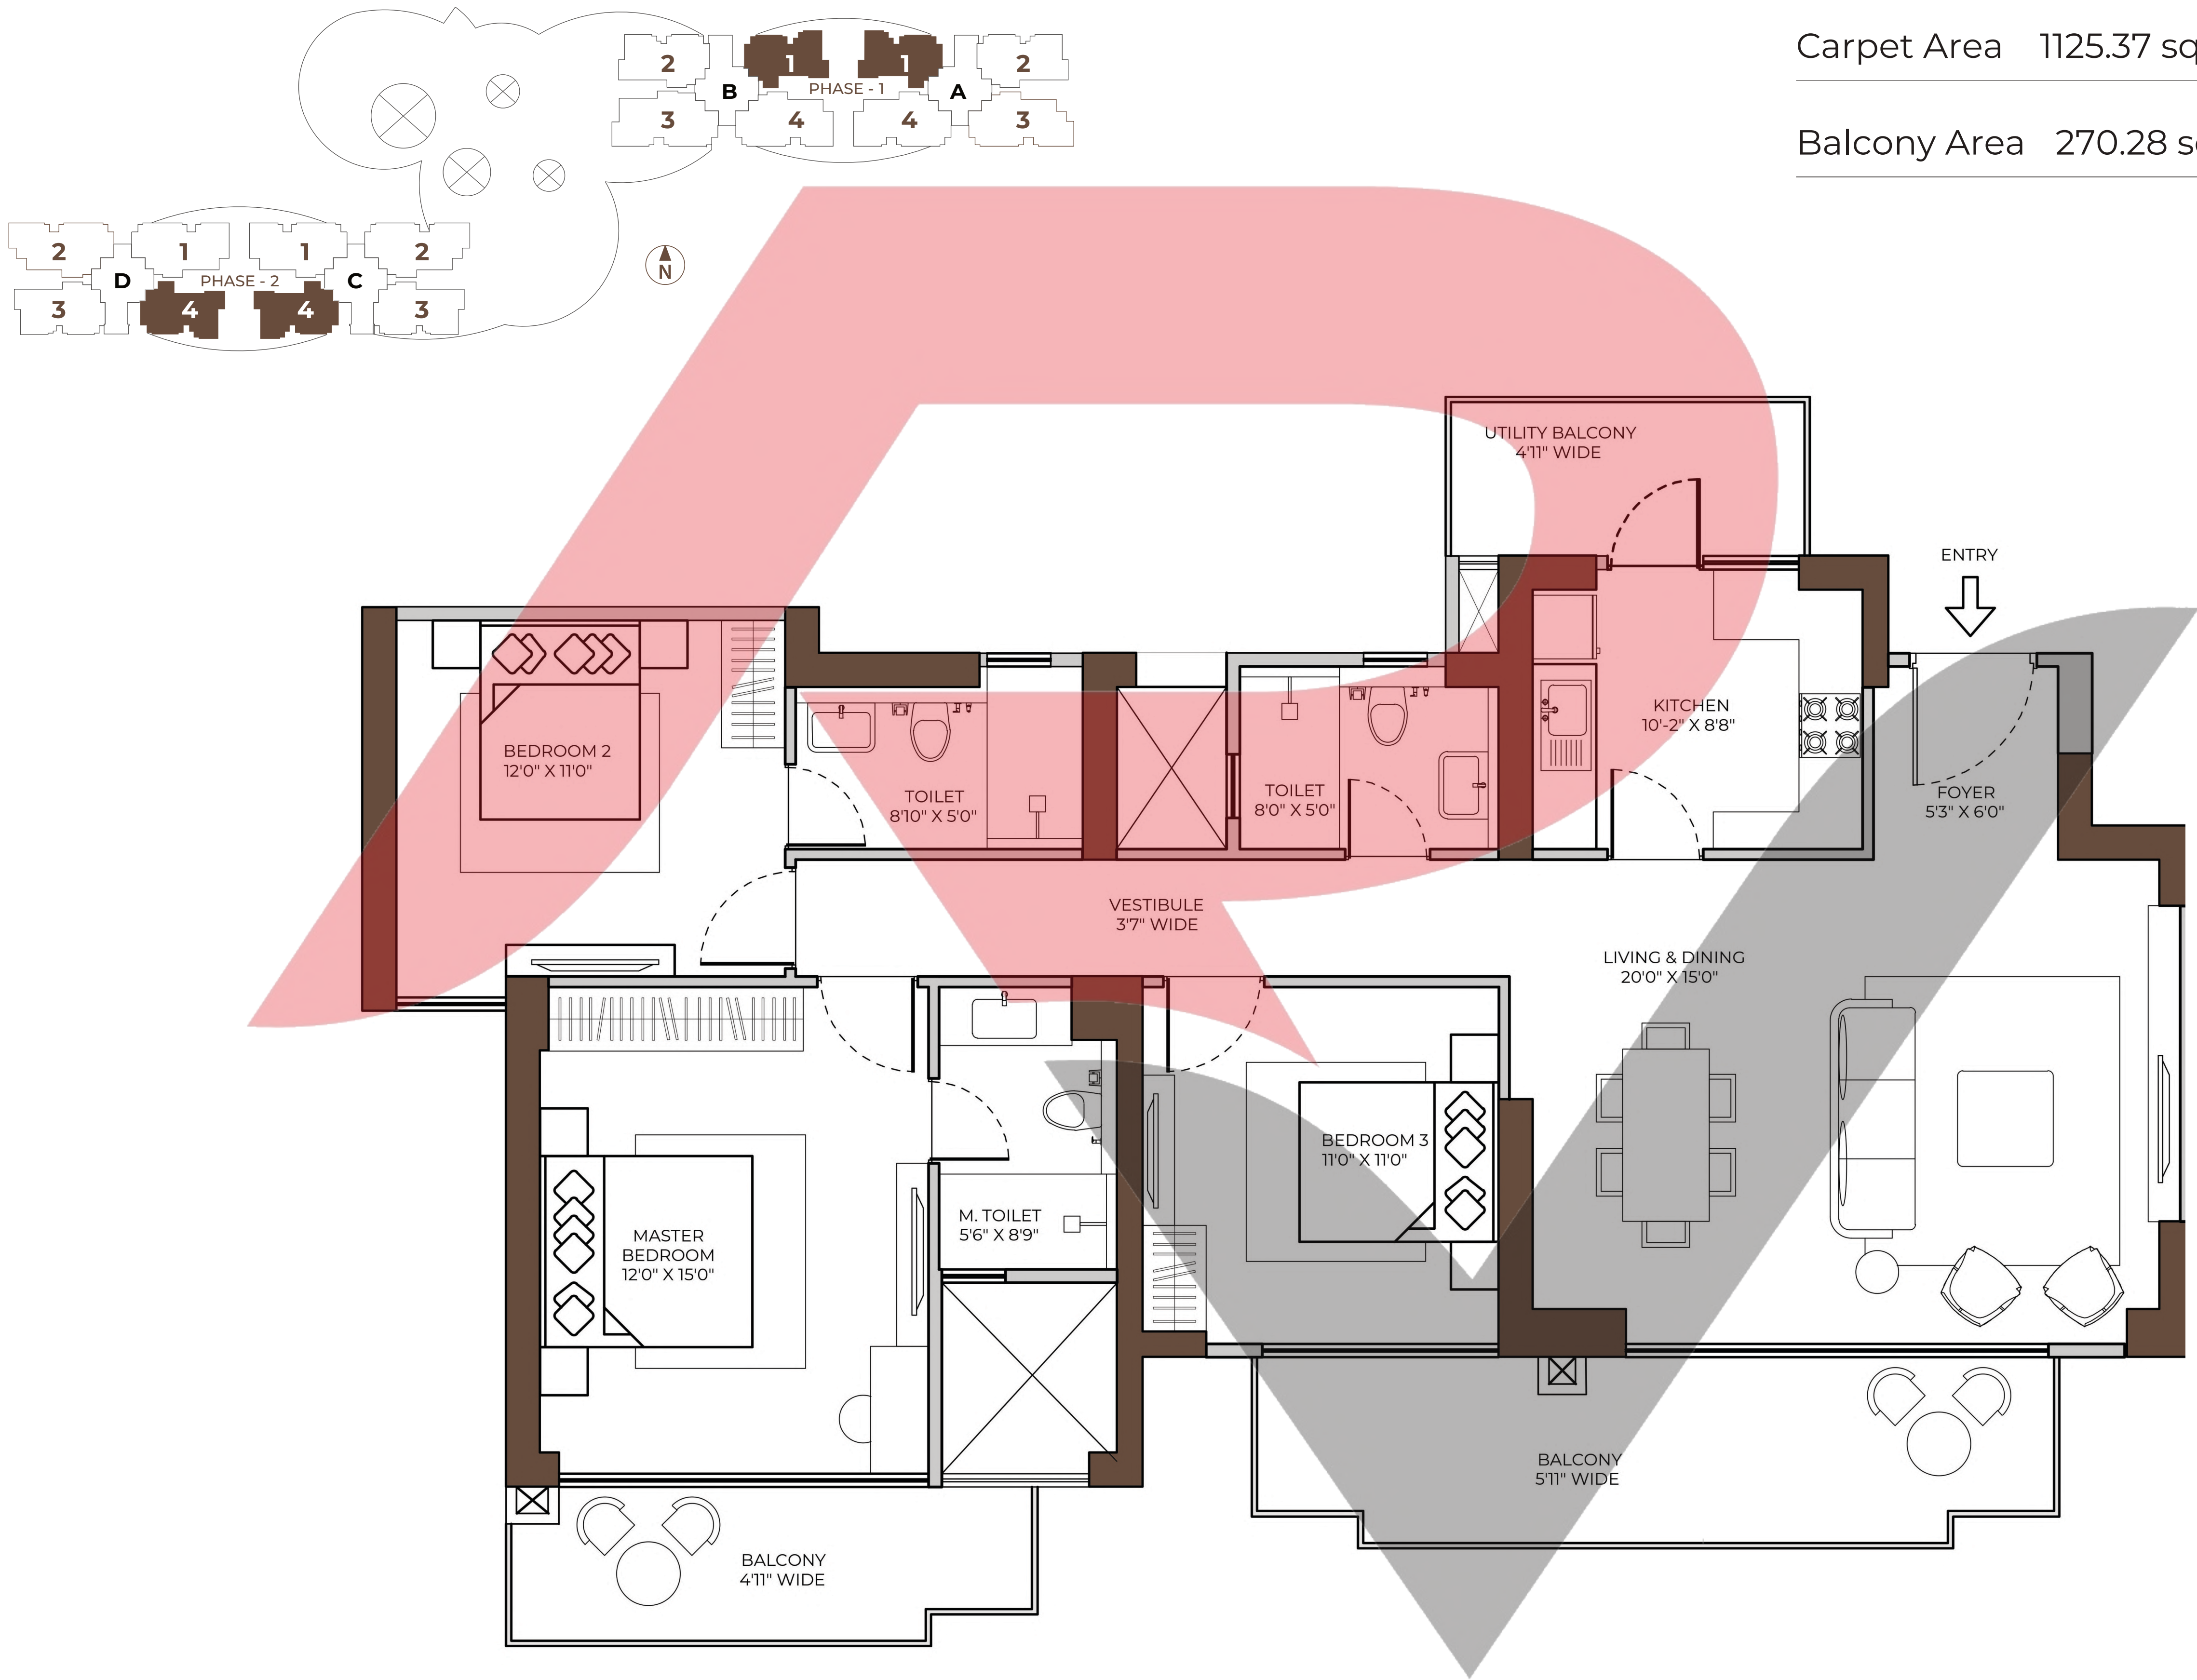 Carpet Area 1125.37 sq
Balcony Area 270.28 s
2 1 1 2
B PHASE - 1 A
3 4 4 3
2 1 1 2
D PHASE - 2 C
3 4 4 3
N
UTILITY BALCONY
4'11" WIDE
ENTRY
KITCHEN
10'-2" X 8'8"
BEDROOM 2
12'0" X 11'0"
TOILET
8'10" X 5'0"
TOILET
8'0" X 5'0"
FOYER
5'3" X 6'0"
VESTIBULE
3'7" WIDE
LIVING & DINING
20'0" X 15'0"
BEDROOM 3
11'0" X 11'0"
M. TOILET
5'6" X 8'9"
MASTER
BEDROOM
12'0" X 15'0"
BALCONY
5'11" WIDE
BALCONY
4'11" WIDE